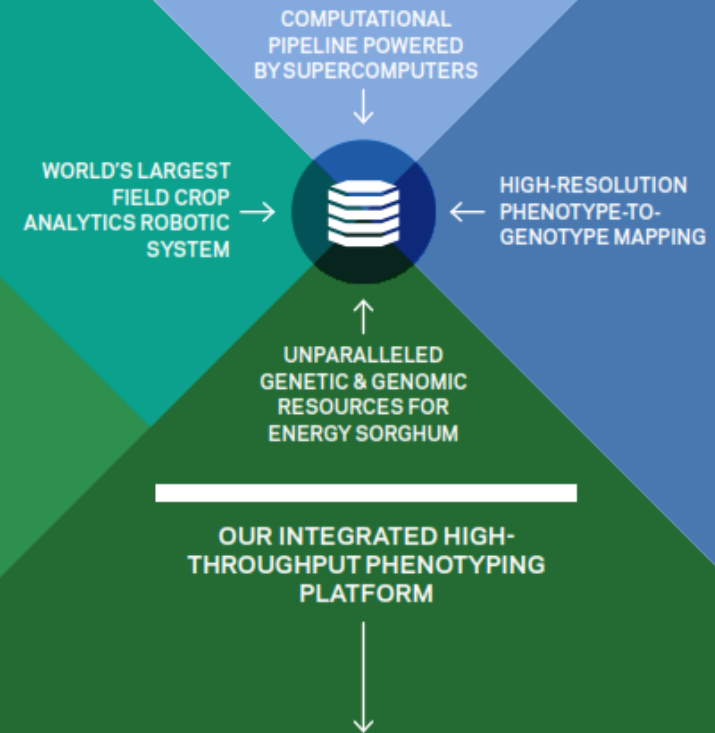 COMPUTATIONAL
PIPELINE POWERED
BY SUPERCOMPUTERS
WORLD'S LARGEST
FIELD CROP
ANALYTICS ROBOTIC
SYSTEM
HIGH-RESOLUTION
PHENOTYPE-TO-
GENOTYPE MAPPING
UNPARALLELED
GENETIC & GENOMIC
RESOURCES FOR
ENERGY SORGHUM
OUR INTEGRATED HIGH-
THROUGHPUT PHENOTYPING
PLATFORM